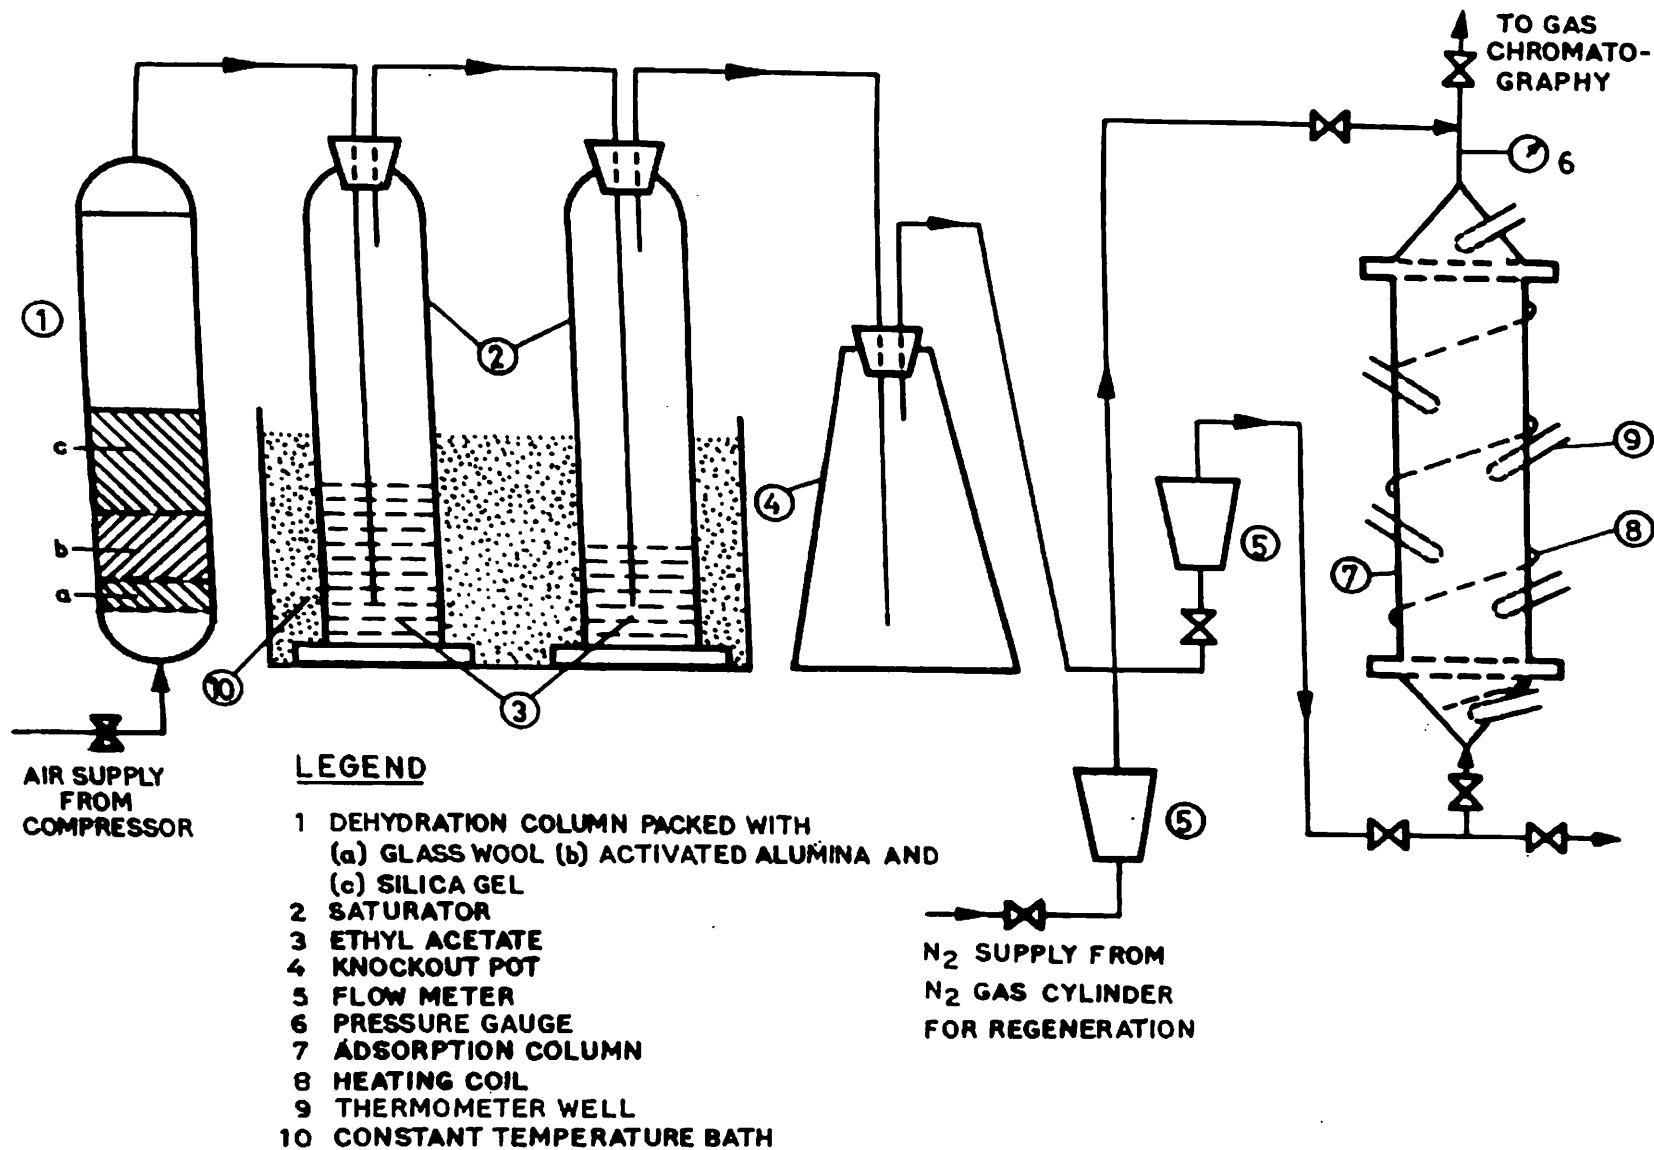 TO GAS
CHROMATO-
GRAPHY
6
1
2
9
c
4
5
8
b
7
a
10
3
5
AIR SUPPLY
FROM
COMPRESSOR
LEGEND
1 DEHYDRATION COLUMN PACKED WITH
(a) GLASS WOOL (b) ACTIVATED ALUMINA AND
(c) SILICA GEL
2 SATURATOR
3 ETHYL ACETATE
4 KNOCKOUT POT
5 FLOW METER
6 PRESSURE GAUGE
7 ADSORPTION COLUMN
8 HEATING COIL
9 THERMOMETER WELL
10 CONSTANT TEMPERATURE BATH
N2 SUPPLY FROM
N2 GAS CYLINDER
FOR REGENERATION